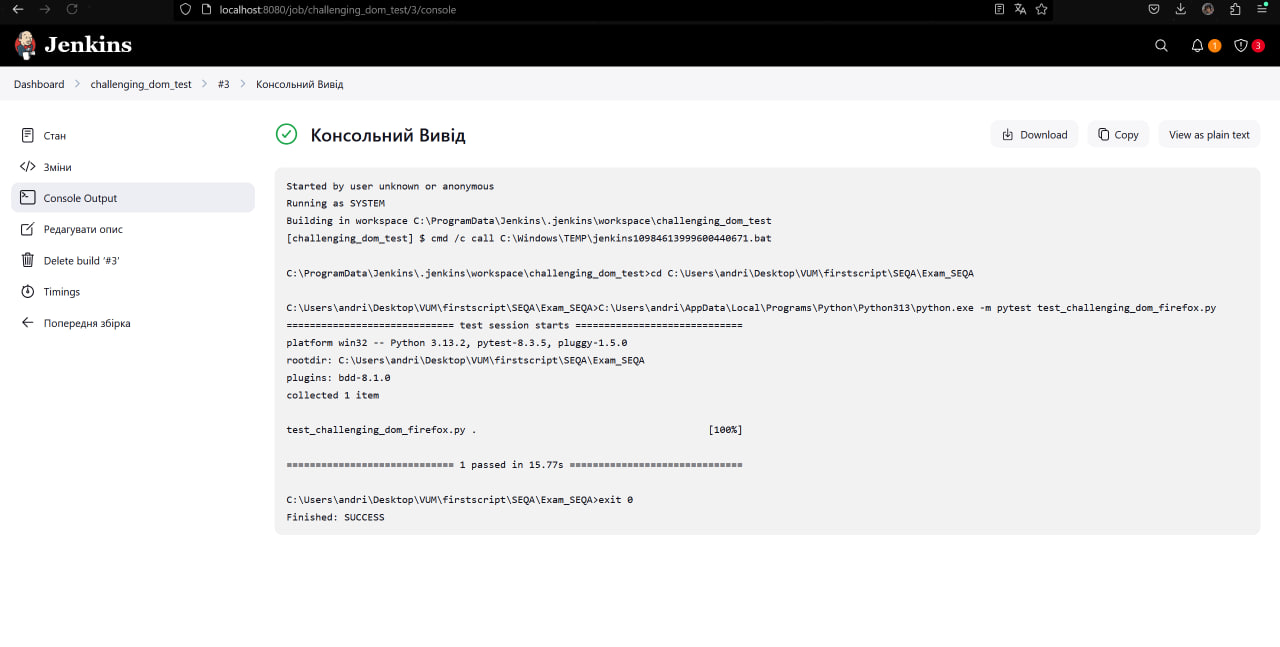 localhost:8080/job/challenging_dom_test/3/console
Jenkins
1
3
Dashboard
challenging_dom_test
#3
Консольний Вивід
Стан
Зміни
Console Output
Редагувати опис
Delete build '#3'
Timings
Попередня збірка
Консольний Вивід
Download
Copy
View as plain text
Started by user unknown or anonymous
Running as SYSTEM
Building in workspace C:\ProgramData\Jenkins\.jenkins\workspace\challenging_dom_test
[challenging_dom_test] $ cmd /c call C:\Windows\TEMP\jenkins10984613999600440671.bat
C:\ProgramData\Jenkins\.jenkins\workspace\challenging_dom_test>cd C:\Users\andri\Desktop\VUM\firstscript\SEQA\Exam_SEQA
C:\Users\andri\Desktop\VUM\firstscript\SEQA\Exam_SEQA>C:\Users\andri\AppData\Local\Programs\Python\Python313\python.exe -m pytest test_challenging_dom_firefox.py
============================= test session starts =============================
platform win32 -- Python 3.13.2, pytest-8.3.5, pluggy-1.5.0
rootdir: C:\Users\andri\Desktop\VUM\firstscript\SEQA\Exam_SEQA
plugins: bdd-8.1.0
collected 1 item
test_challenging_dom_firefox.py . [100%]
============================= 1 passed in 15.77s ==============================
C:\Users\andri\Desktop\VUM\firstscript\SEQA\Exam_SEQA>exit 0
Finished: SUCCESS